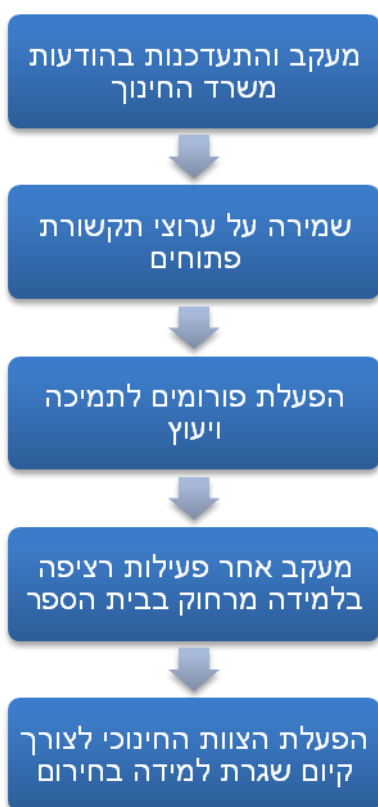 מעקב והתעדכנות בהודעות
משרד החינוך
שמירה על ערוצי תקשורת
פתוחים
הפעלת פורומים לתמיכה
ויעוץ
מעקב אחר פעילות רציפה
בלמידה מרחוק בבית הספר
הפעלת הצוות החינוכי לצורך
קיום שגרת למידה בחירום